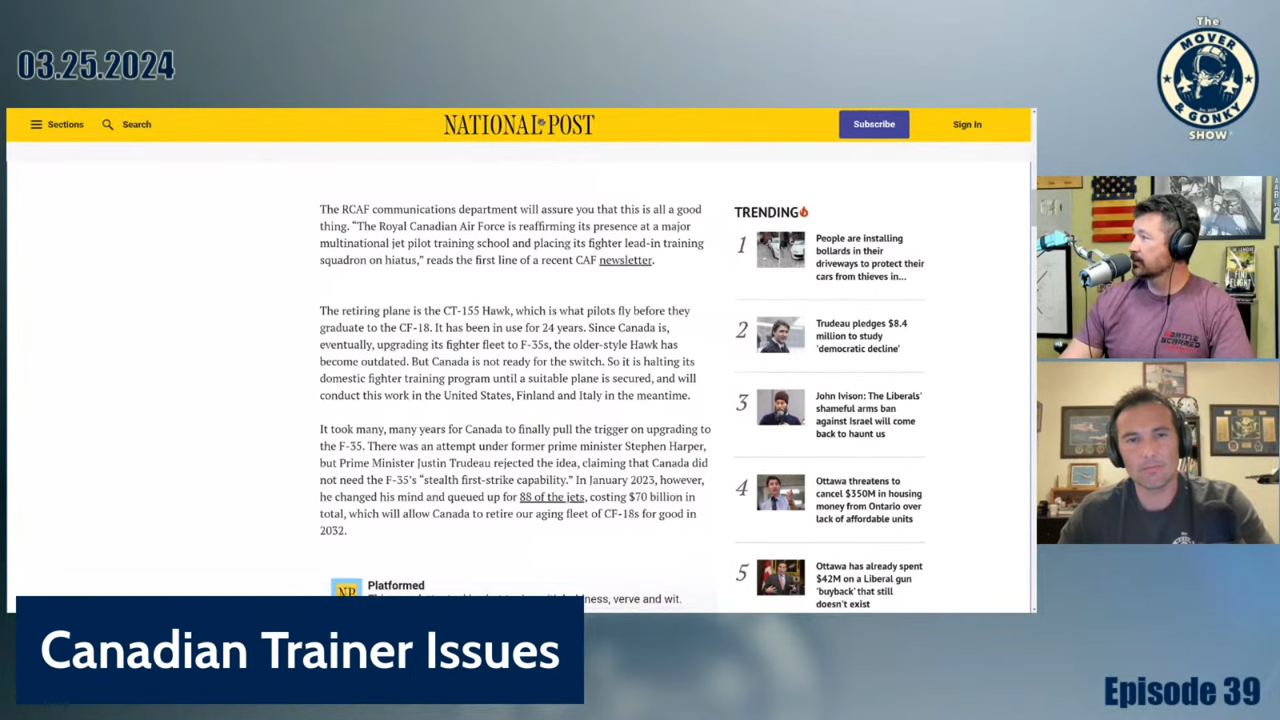 03.25.2024
The
MOVER
& GONKY
SHOW
Sections
Search
NATIONAL POST
Subscribe
Sign In
The RCAF communications department will assure you that this is all a good
thing. “The Royal Canadian Air Force is reaffirming its presence at a major
multinational jet pilot training school and placing its fighter lead-in training
squadron on hiatus,” reads the first line of a recent CAF newsletter.
The retiring plane is the CT-155 Hawk, which is what pilots fly before they
graduate to the CF-18. It has been in use for 24 years. Since Canada is,
eventually, upgrading its fighter fleet to F-35s, the older-style Hawk has
become outdated. But Canada is not ready for the switch. So it is halting its
domestic fighter training program until a suitable plane is secured, and will
conduct this work in the United States, Finland and Italy in the meantime.
It took many, many years for Canada to finally pull the trigger on upgrading to
the F-35. There was an attempt under former prime minister Stephen Harper,
but Prime Minister Justin Trudeau rejected the idea, claiming that Canada did
not need the F-35’s “stealth first-strike capability.” In January 2023, however,
he changed his mind and queued up for 88 of the jets, costing $70 billion in
total, which will allow Canada to retire our aging fleet of CF-18s for good in
2032.
NP
Platformed
ness, verve and wit.
TRENDING
1
People are installing
bollards in their
driveways to protect their
cars from thieves in...
2
Trudeau pledges $8.4
million to study
'democratic decline'
3
John Ivison: The Liberals'
shameful arms ban
against Israel will come
back to haunt us
4
Ottawa threatens to
cancel $350M in housing
money from Ontario over
lack of affordable units
5
Ottawa has already spent
$42M on a Liberal gun
'buyback' that still
doesn't exist
BATTLE
SCARRED
FINI
FLIGHT
Canadian Trainer Issues
Episode 39